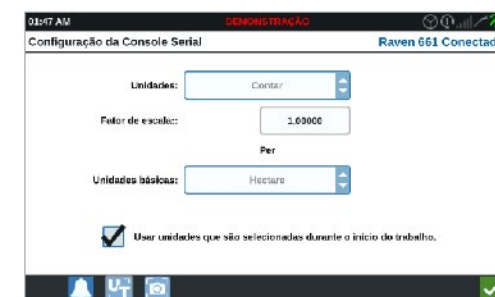 01:47 AM DEMONSTRAÇÃO
Configuração da Console Serial Raven 661 Conectad
Unidades: Contar
Fator de escala:: 1,00000
Per
Unidades básicas: Hectare
Usar unidades que são selecionadas durante o início do trabalho.
UT